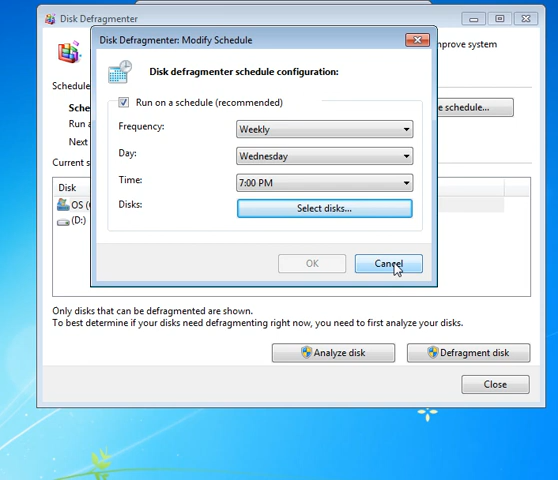 Disk Defragmenter
Disk Defragmenter: Modify Schedule
mprove system
Disk defragmenter schedule configuration:
Schedule
Run on a schedule (recommended)
Sche
e schedule...
Run a
Frequency:
Weekly
Next
Day:
Wednesday
Current s
Time:
7:00 PM
Disk
Disks:
Select disks...
OS (
(D:)
OK
Cancel
Only disks that can be defragmented are shown.
To best determine if your disks need defragmenting right now, you need to first analyze your disks.
Analyze disk
Defragment disk
Close